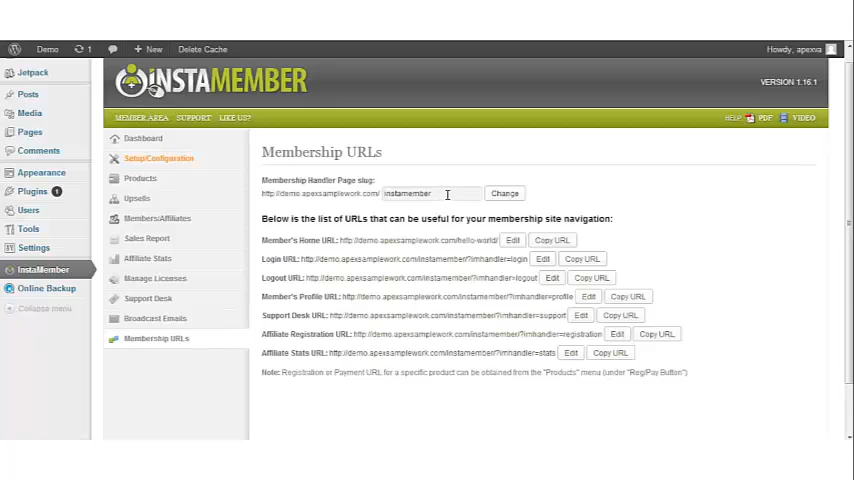 Demo 1 + New Delete Cache Howdy, apexva
Jetpack
Posts
Media
Pages
Comments
Appearance
Plugins 1
Users
Tools
Settings
InstaMember
Online Backup
Collapse menu
INSTAMEMBER
VERSION 1.16.1
MEMBER AREA SUPPORT LIKE US? HELP: PDF VIDEO
Dashboard
Setup/Configuration
Products
Upsells
Members/Affiliates
Sales Report
Affiliate Stats
Manage Licenses
Support Desk
Broadcast Emails
Membership URLs
Membership URLs
Membership Handler Page slug:
http://demo.apexsamplework.com/ instamember Change
Below is the list of URLs that can be useful for your membership site navigation:
Member's Home URL: http://demo.apexsamplework.com/hello-world/ Edit Copy URL
Login URL: http://demo.apexsamplework.com/instamember/?imhandler=login Edit Copy URL
Logout URL: http://demo.apexsamplework.com/instamember/?imhandler=logout Edit Copy URL
Member's Profile URL: http://demo.apexsamplework.com/instamember/?imhandler=profile Edit Copy URL
Support Desk URL: http://demo.apexsamplework.com/instamember/?imhandler=support Edit Copy URL
Affiliate Registration URL: http://demo.apexsamplework.com/instamember/?imhandler=registration Edit Copy URL
Affiliate Stats URL: http://demo.apexsamplework.com/instamember/?imhandler=stats Edit Copy URL
Note: Registration or Payment URL for a specific product can be obtained from the "Products" menu (under "Reg/Pay Button")